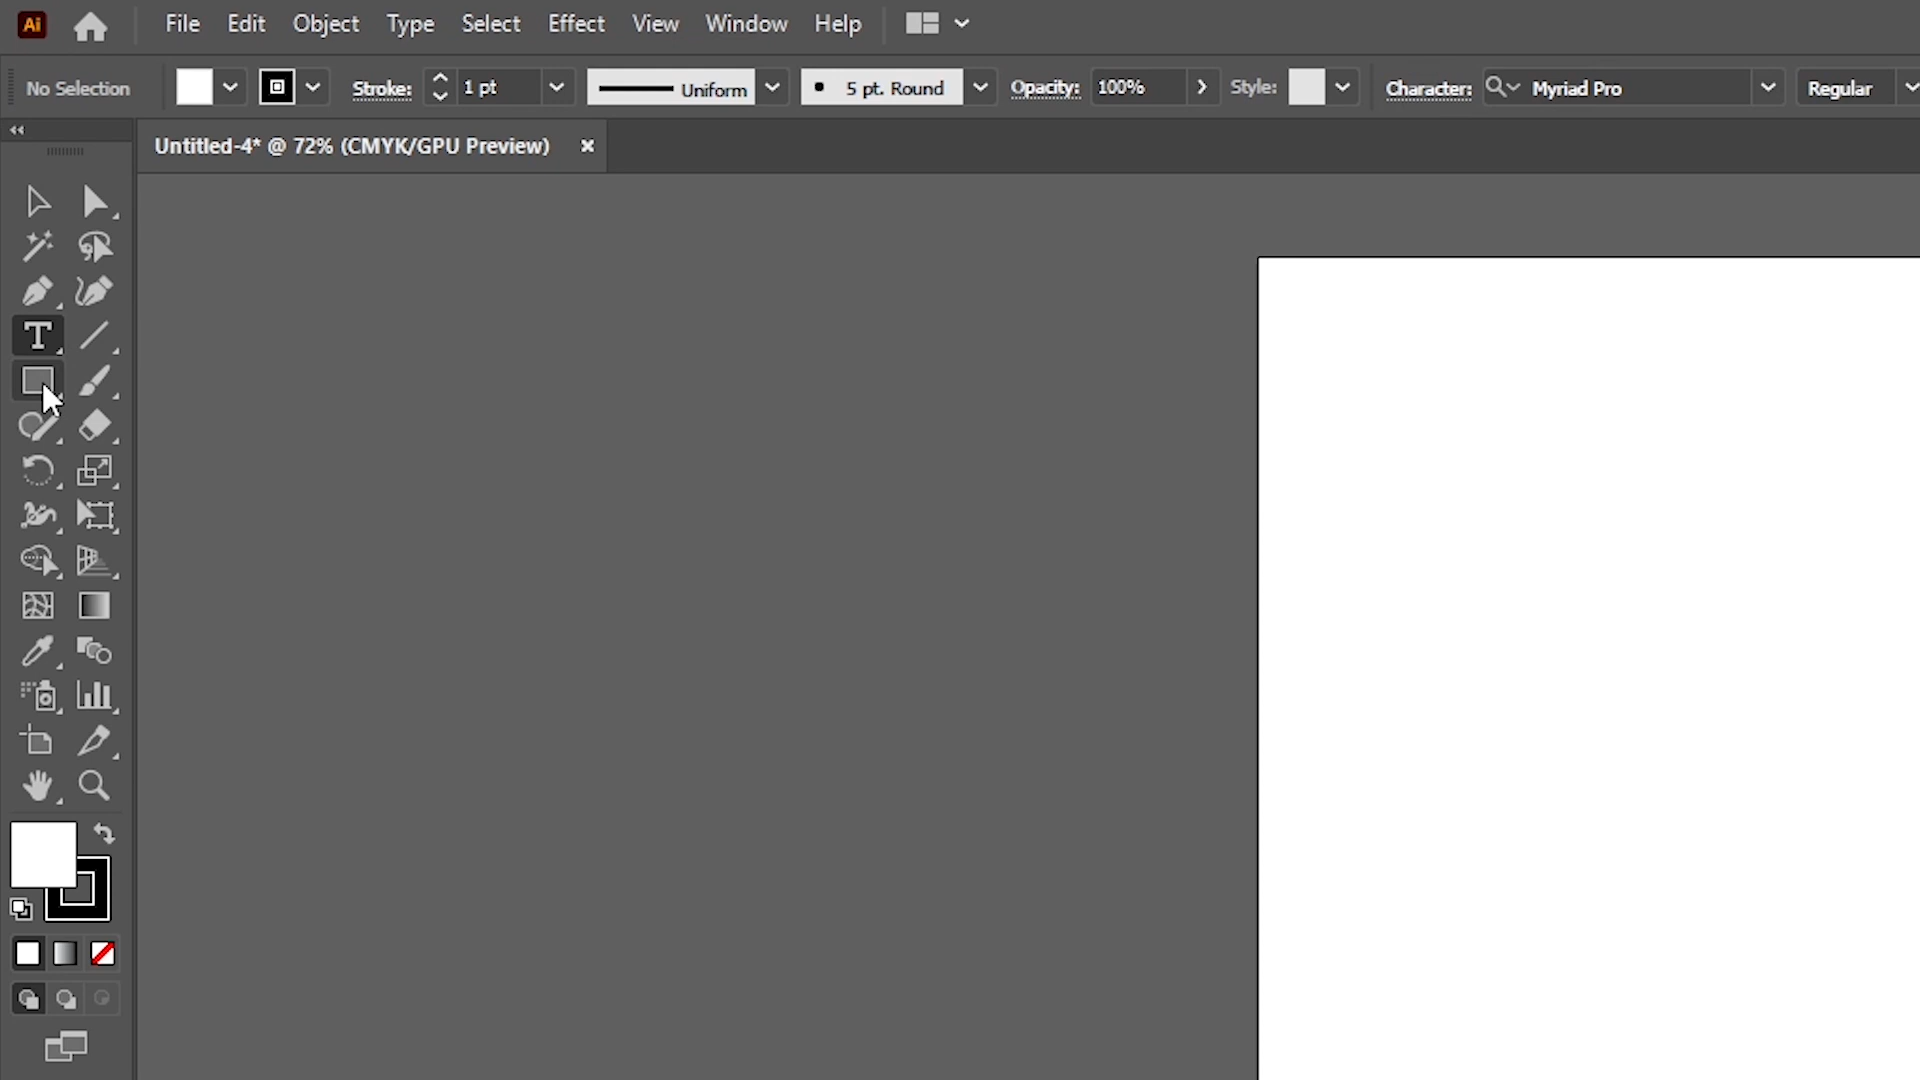 Ai File Edit Object Type Select Effect View Window Help
No Selection Stroke: 1 pt Uniform 5 pt. Round Opacity: 100% Style: Character: Myriad Pro Regular
Untitled-4* @ 72% (CMYK/GPU Preview)